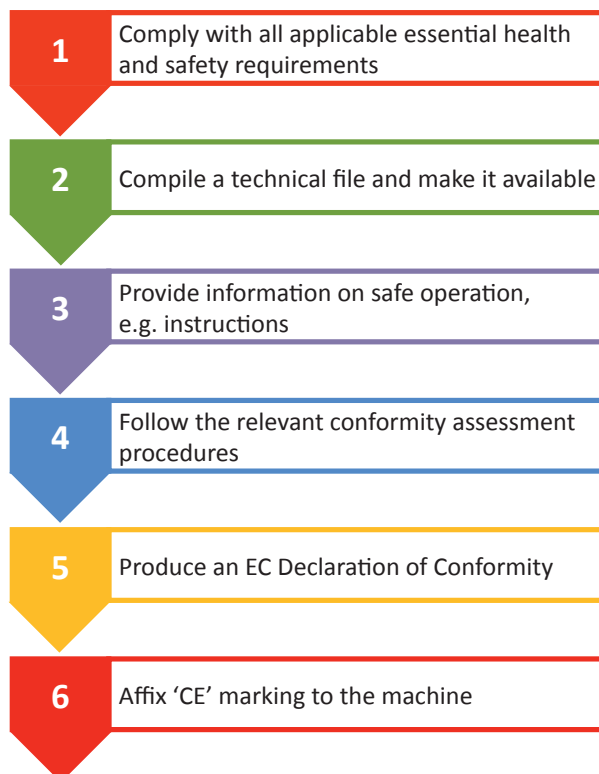 1
Comply with all applicable essential health
and safety requirements
2
Compile a technical file and make it available
3
Provide information on safe operation,
e.g. instructions
4
Follow the relevant conformity assessment
procedures
5
Produce an EC Declaration of Conformity
6
Affix ‘CE’ marking to the machine